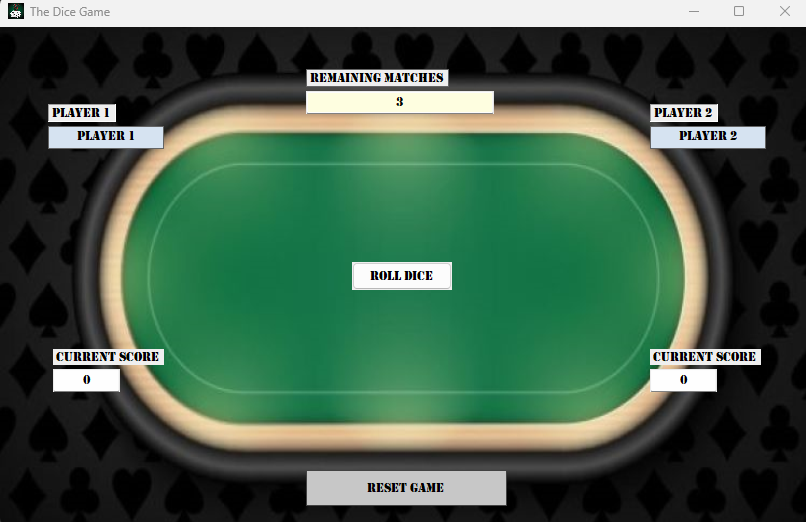 The Dice Game
REMAINING MATCHES
3
PLAYER 1
PLAYER 1
PLAYER 2
PLAYER 2
ROLL DICE
CURRENT SCORE
0
CURRENT SCORE
0
RESET GAME